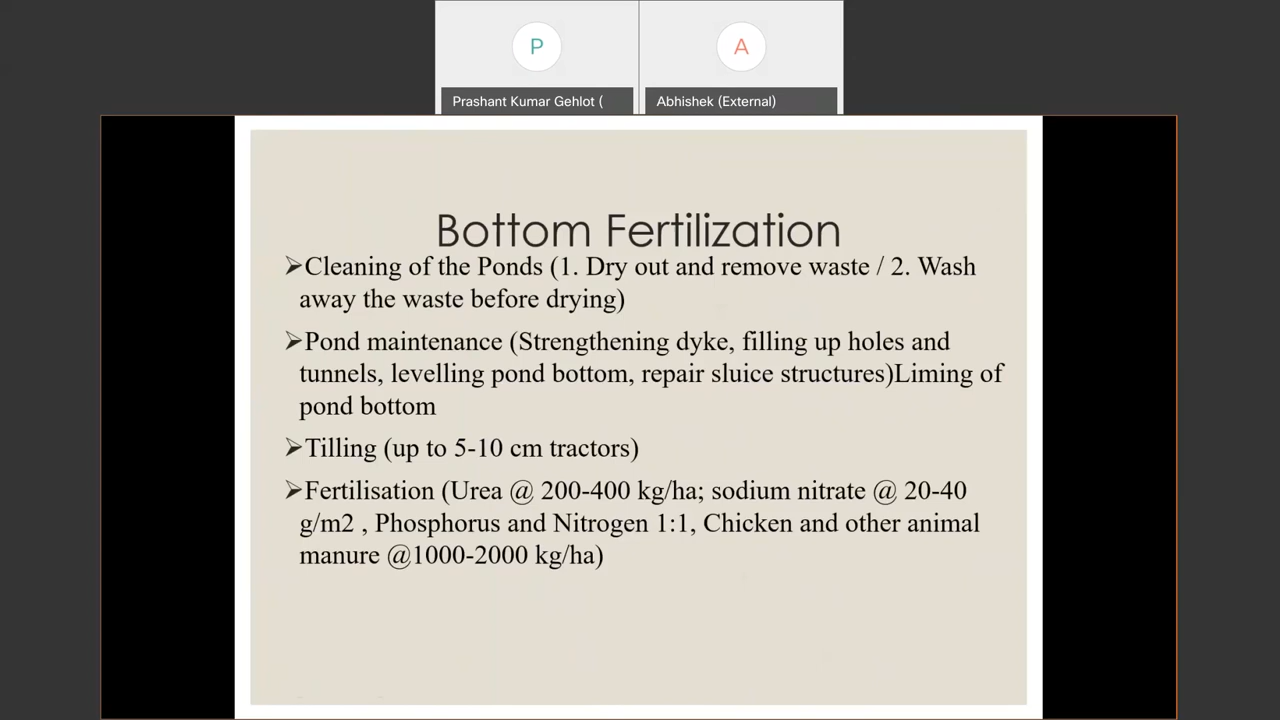 P
A
Prashant Kumar Gehlot (
Abhishek (External)
Bottom Fertilization
➢Cleaning of the Ponds (1. Dry out and remove waste / 2. Wash
away the waste before drying)
➢Pond maintenance (Strengthening dyke, filling up holes and
tunnels, levelling pond bottom, repair sluice structures)Liming of
pond bottom
➢Tilling (up to 5-10 cm tractors)
➢Fertilisation (Urea @ 200-400 kg/ha; sodium nitrate @ 20-40
g/m2 , Phosphorus and Nitrogen 1:1, Chicken and other animal
manure @1000-2000 kg/ha)